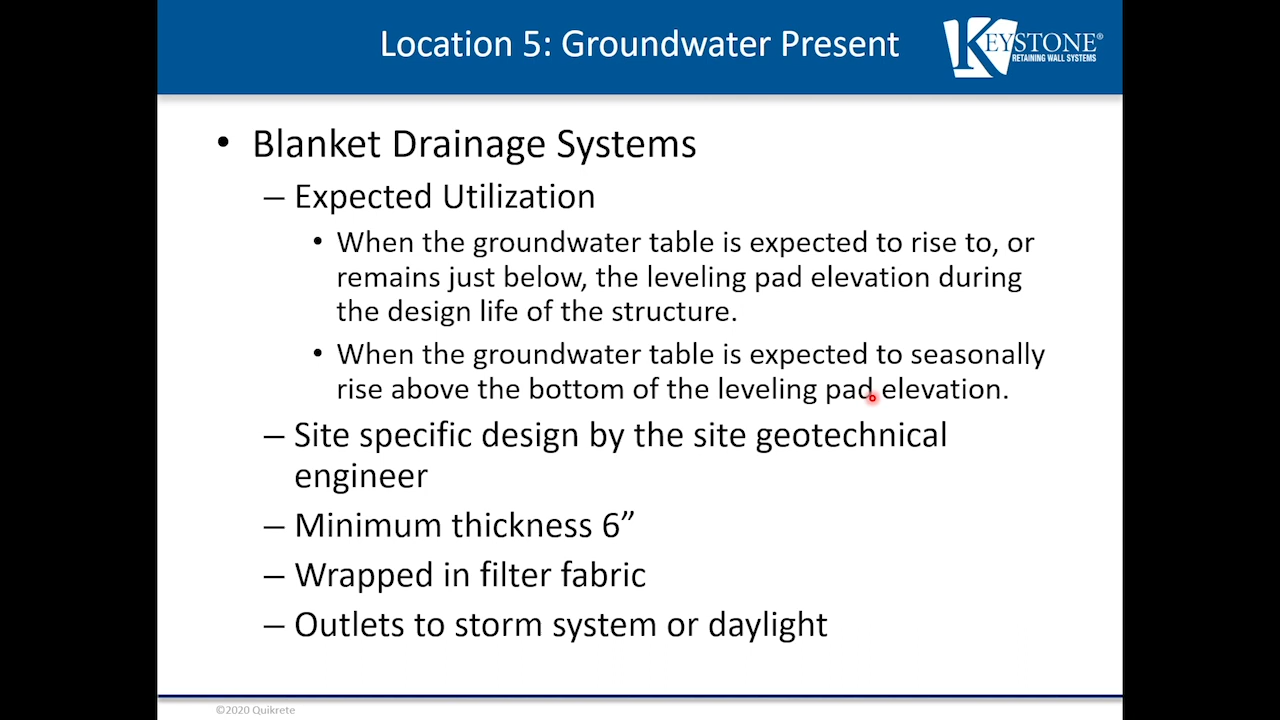 Location 5: Groundwater Present
KEYSTONE®
RETAINING WALL SYSTEMS
• Blanket Drainage Systems
– Expected Utilization
• When the groundwater table is expected to rise to, or
remains just below, the leveling pad elevation during
the design life of the structure.
• When the groundwater table is expected to seasonally
rise above the bottom of the leveling pad elevation.
– Site specific design by the site geotechnical
engineer
– Minimum thickness 6”
– Wrapped in filter fabric
– Outlets to storm system or daylight
©2020 Quikrete